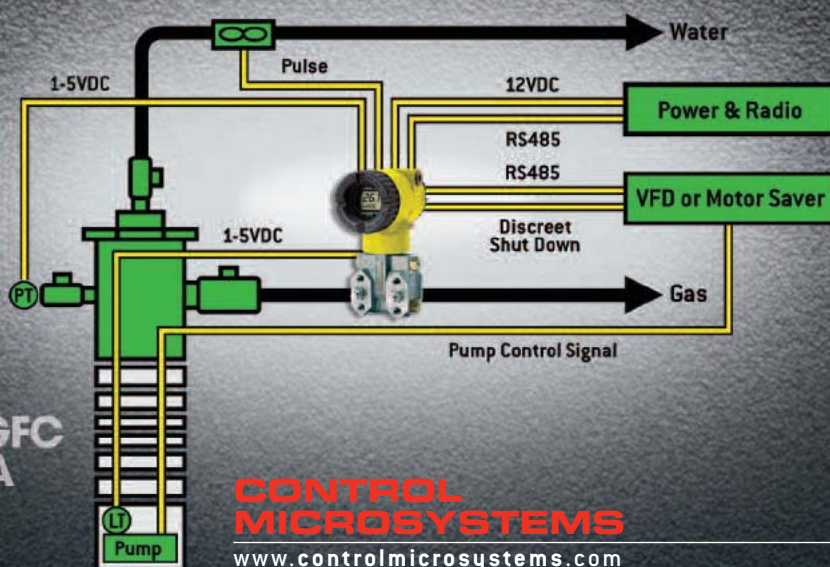 Water
Pulse
1-5VDC
12VDC
Power & Radio
RS485
RS485
VFD or Motor Saver
Discreet
Shut Down
1-5VDC
PT
Gas
Pump Control Signal
GFC
A
LT
Pump
CONTROL
MICROSYSTEMS
www.controlmicrosystems.com